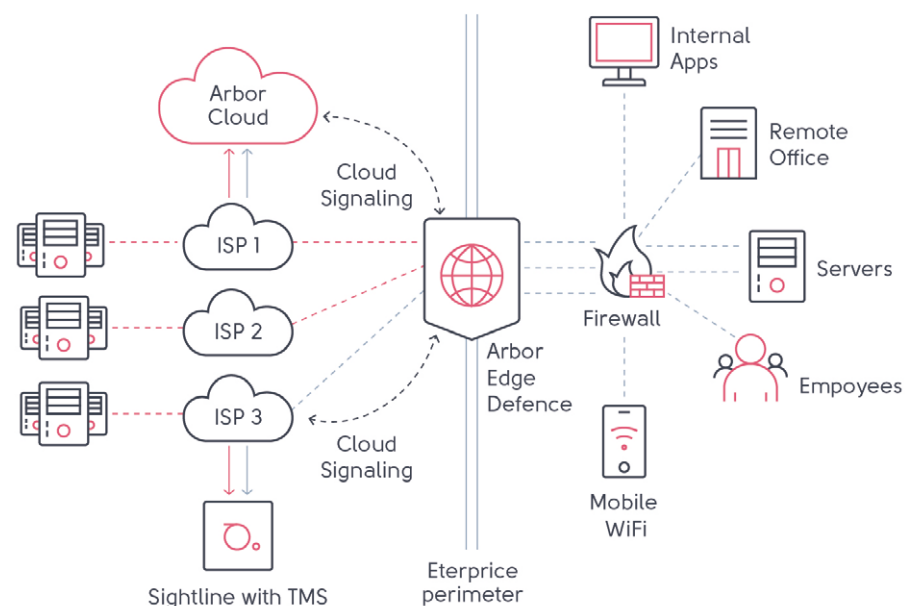 Internal
Apps
Arbor
Cloud
Remote
Office
Cloud
Signaling
ISP 1
Servers
ISP 2
Firewall
Arbor
Edge
Defence
Empoyees
ISP 3
Cloud
Signaling
Mobile
WiFi
Eterprice
perimeter
Sightline with TMS